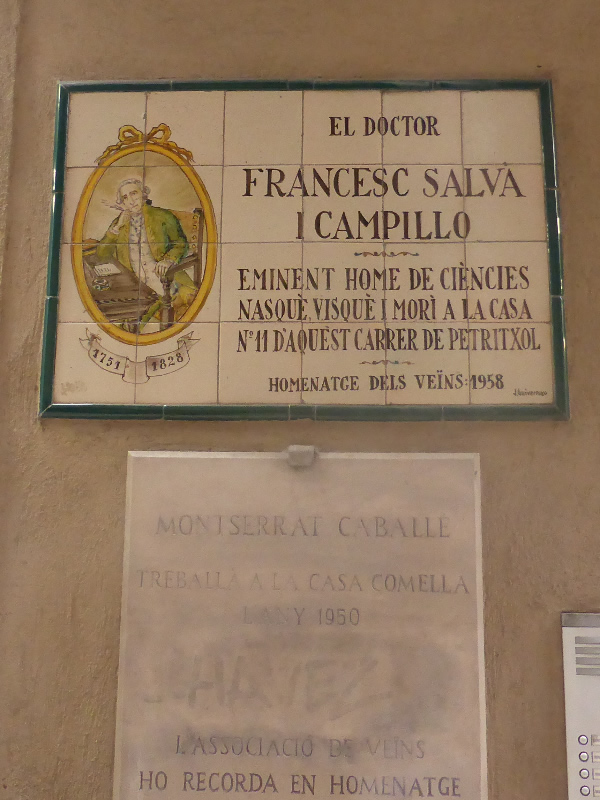 EL DOCTOR
FRANCESC SALVÀ
I CAMPILLO
EMINENT HOME DE CIÈNCIES
NASQUÈ, VISQUÈ I MORÌ A LA CASA
Nº 11 D'AQUEST CARRER DE PETRITXOL
HOMENATGE DELS VEÏNS: 1958
1751 1828
MONTSERRAT CABALLE
TREBALLÀ A LA CASA COMELLA
L'ANY 1950
L'ASSOCIACIÓ DE VEÏNS
HO RECORDA EN HOMENATGE